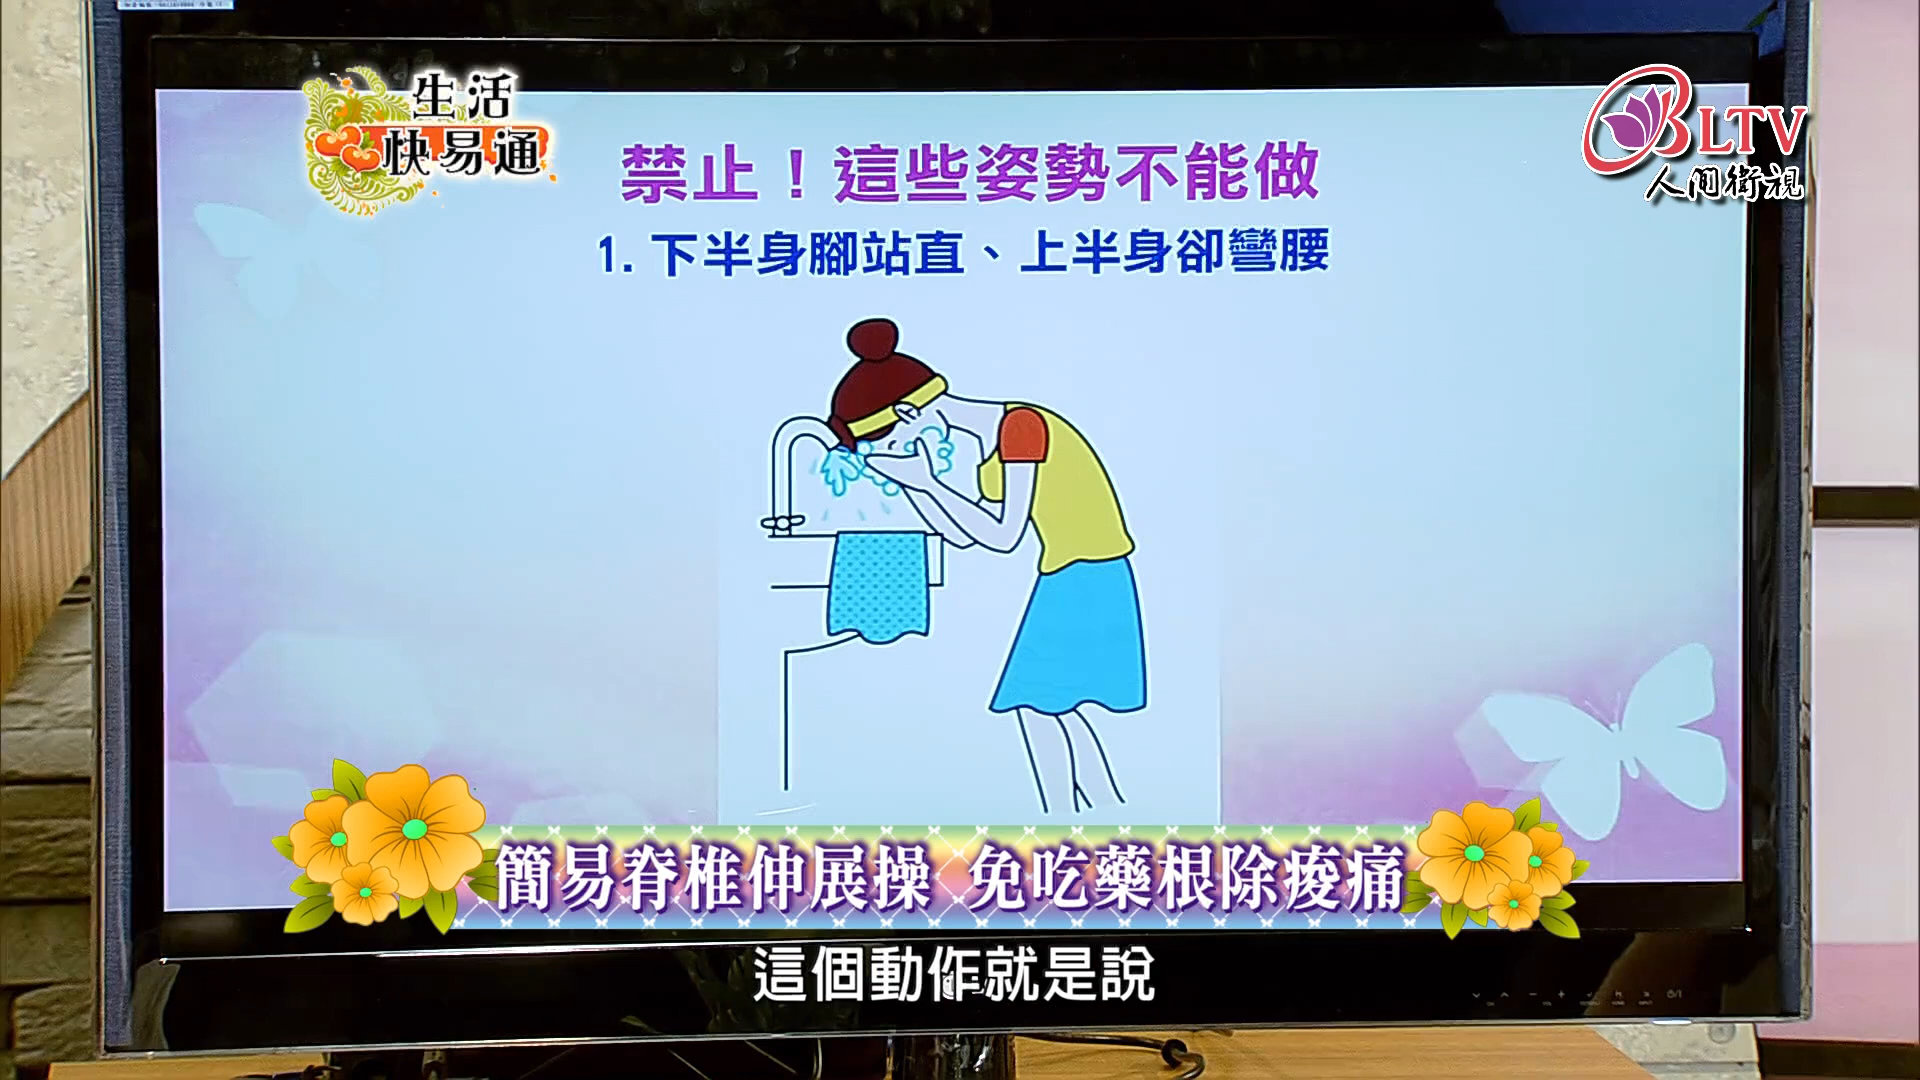 生活
快易通
BLTV
人間衛視
禁止！這些姿勢不能做
1.下半身腳站直、上半身卻彎腰
簡易脊椎伸展操 免吃藥根除痠痛
這個動作就是說